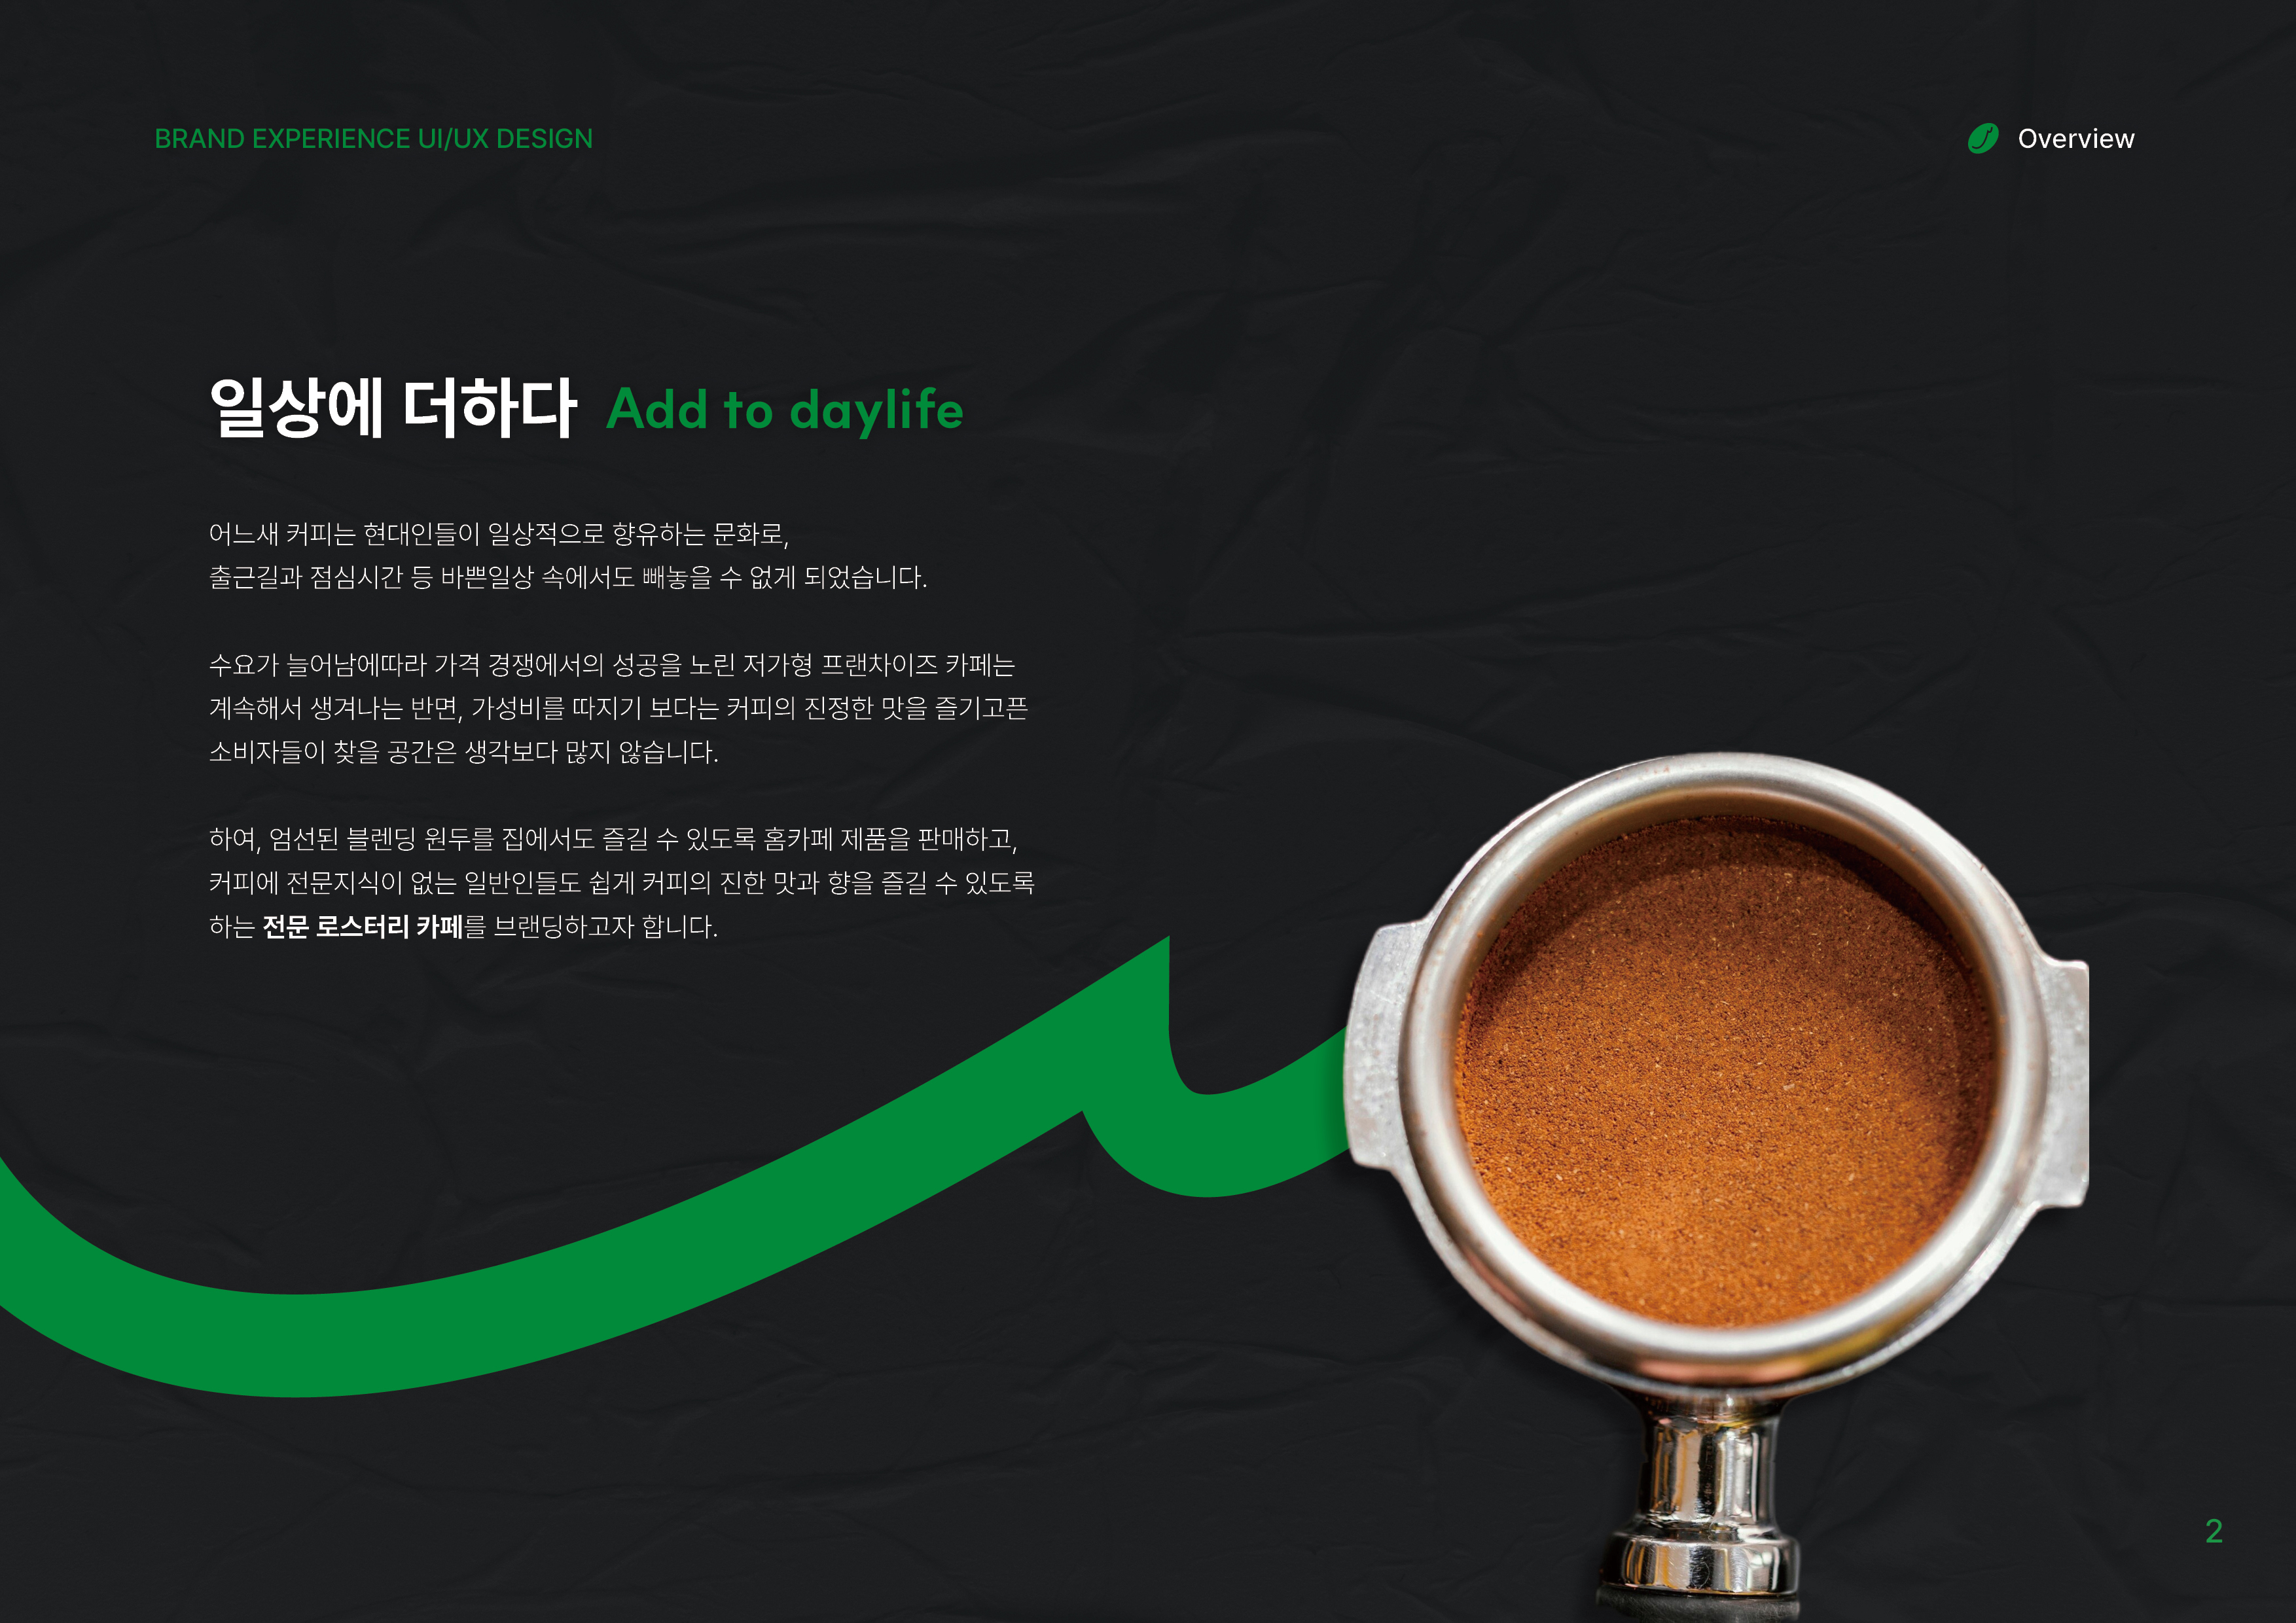 BRAND EXPERIENCE UI/UX DESIGN
Overview
일상에 더하다 Add to daylife
어느새 커피는 현대인들이 일상적으로 향유하는 문화로,
출근길과 점심시간 등 바쁜일상 속에서도 빼놓을 수 없게 되었습니다.
수요가 늘어남에따라 가격 경쟁에서의 성공을 노린 저가형 프랜차이즈 카페는
계속해서 생겨나는 반면, 가성비를 따지기 보다는 커피의 진정한 맛을 즐기고픈
소비자들이 찾을 공간은 생각보다 많지 않습니다.
하여, 엄선된 블렌딩 원두를 집에서도 즐길 수 있도록 홈카페 제품을 판매하고,
커피에 전문지식이 없는 일반인들도 쉽게 커피의 진한 맛과 향을 즐길 수 있도록
하는 전문 로스터리 카페를 브랜딩하고자 합니다.
2